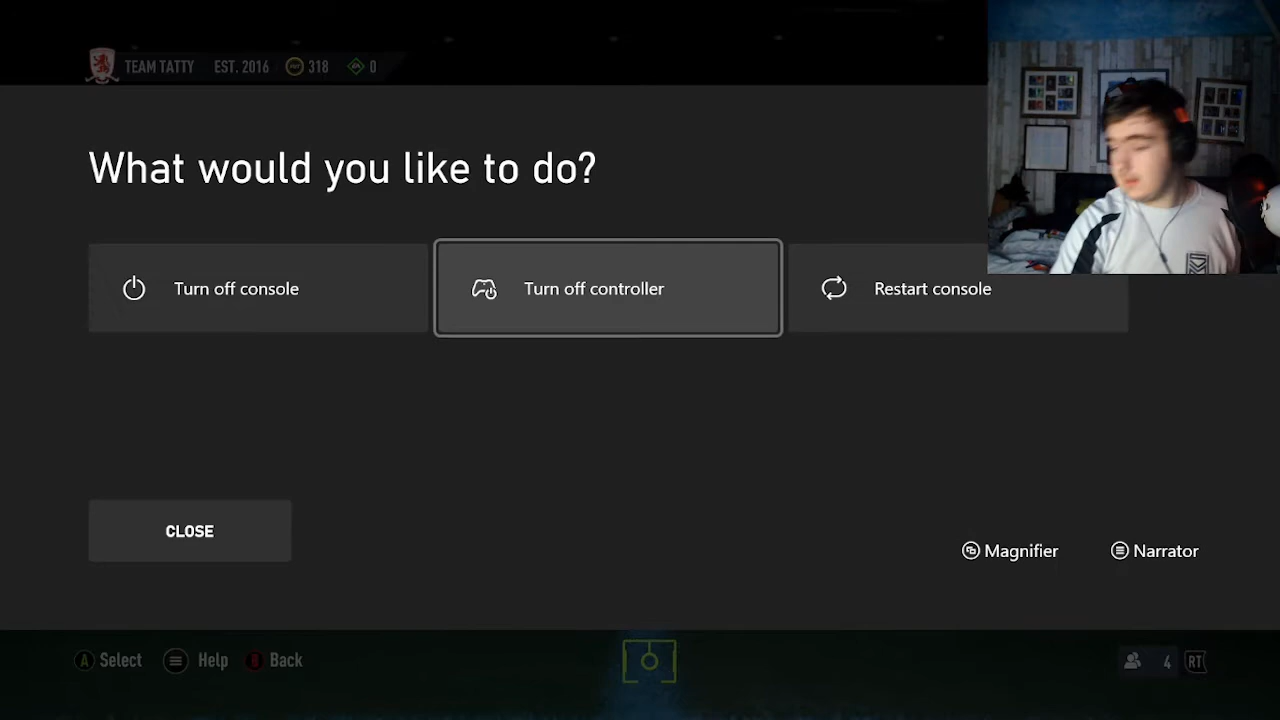 TEAM TATTY EST. 2016 318 0
What would you like to do?
Turn off console
Turn off controller
Restart console
CLOSE
Magnifier
Narrator
A Select Help B Back
4 RT